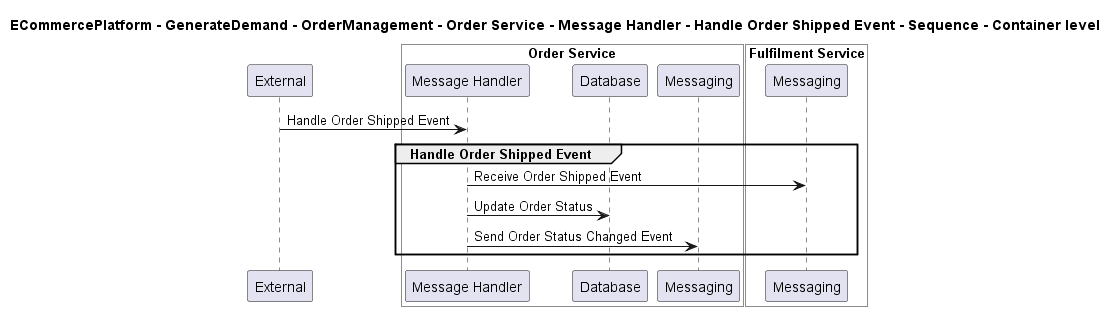 ECommercePlatform - GenerateDemand - OrderManagement - Order Service - Message Handler - Handle Order Shipped Event - Sequence - Container level
Order Service
Fulfilment Service
External
Message Handler
Database
Messaging
Messaging
Handle Order Shipped Event
Handle Order Shipped Event
Receive Order Shipped Event
Update Order Status
Send Order Status Changed Event
External
Message Handler
Database
Messaging
Messaging